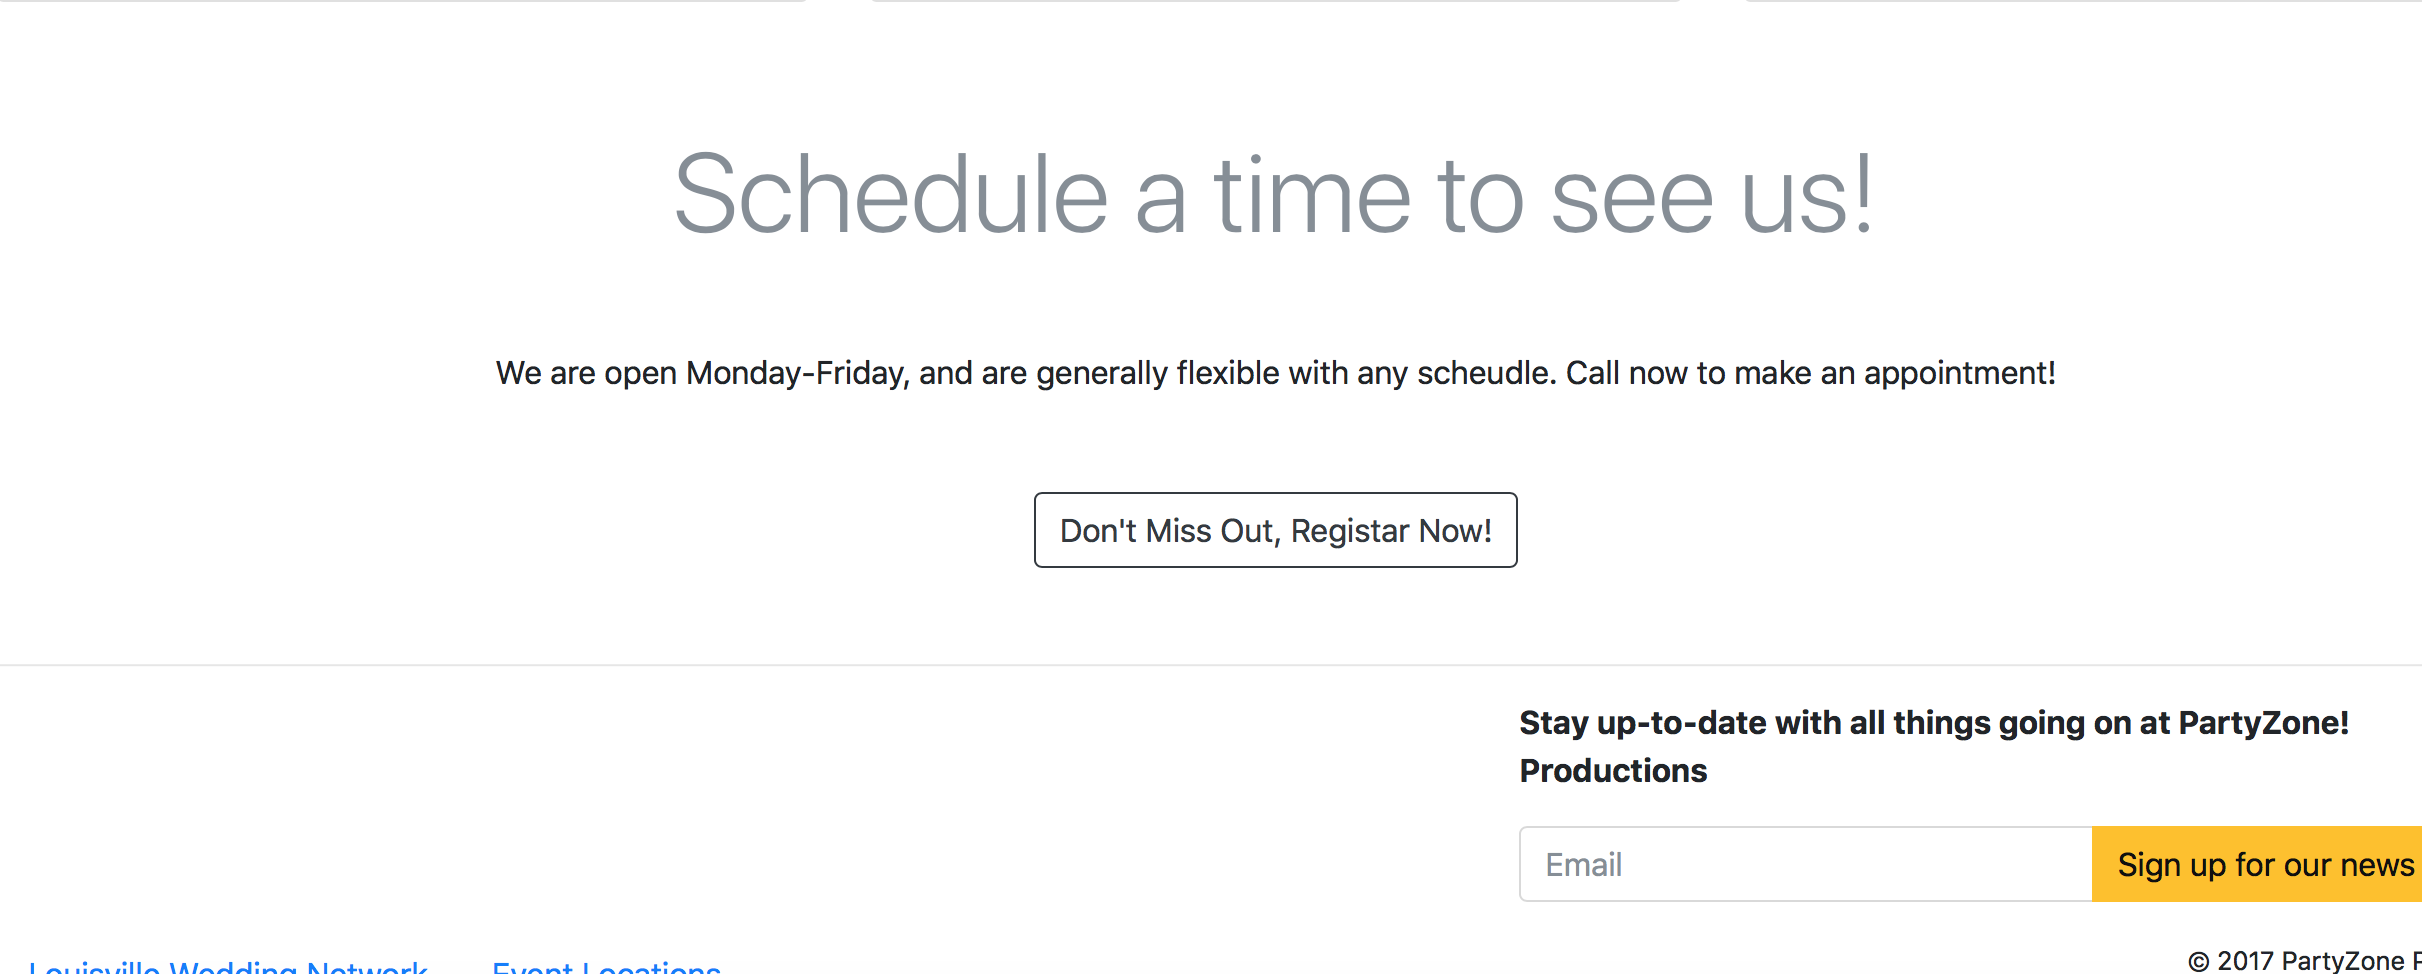 Schedule a time to see us!
We are open Monday-Friday, and are generally flexible with any scheudle. Call now to make an appointment!
Don't Miss Out, Registar Now!
Stay up-to-date with all things going on at PartyZone!
Productions
Email
Sign up for our news
Louisville Wedding Network
Event Locations
© 2017 PartyZone